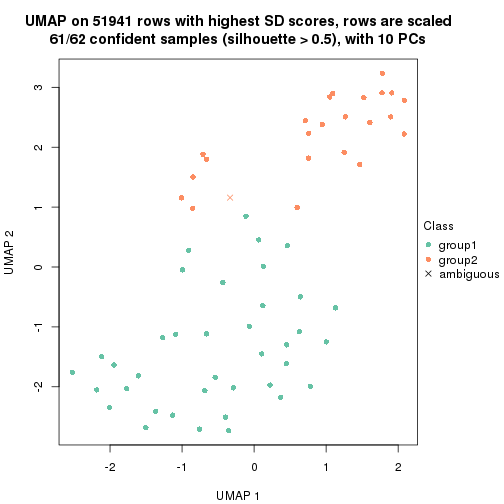 UMAP on 51941 rows with highest SD scores, rows are scaled
61/62 confident samples (silhouette > 0.5), with 10 PCs
3
2
1
0
-1
-2
UMAP 2
-2 -1 0 1 2
UMAP 1
Class
group1
group2
ambiguous